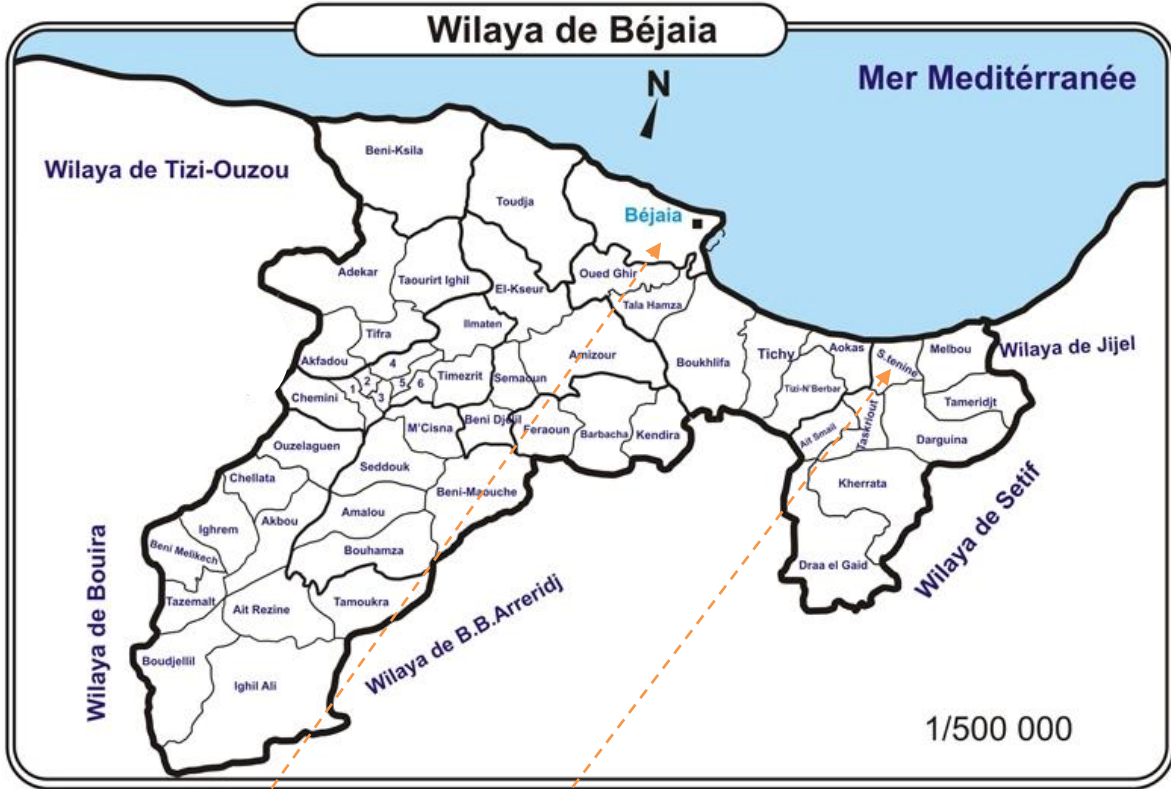 Wilaya de Béjaia
Mer Meditérranée
N
Wilaya de Tizi-Ouzou
Beni-Ksila
Toudja
Béjaia
Adekar
Taourirt Ighil
El-Kseur
Oued Ghir
Tala Hamza
Tifra
Ilmaten
Akfadou
4
Amizour
Boukhlifa
Tichy
Aokas
S.tenine
Melbou
Wilaya de Jijel
Chemini
1
2
3
5
6
Timezrit
Semaoun
Tizi-N'Berbar
Tameridjt
M'Cisna
Beni Djelil
Feraoun
Barbacha
Kendira
Ait Smail
Taskriout
Darguina
Ouzelaguen
Seddouk
Chellata
Beni-Maouche
Kherrata
Ighrem
Akbou
Amalou
Beni Melikech
Bouhamza
Draa el Gaid
Wilaya de Setif
Wilaya de Bouira
Tazemalt
Ait Rezine
Tamoukra
Wilaya de B.B.Arreridj
Boudjellil
Ighil Ali
1/500 000